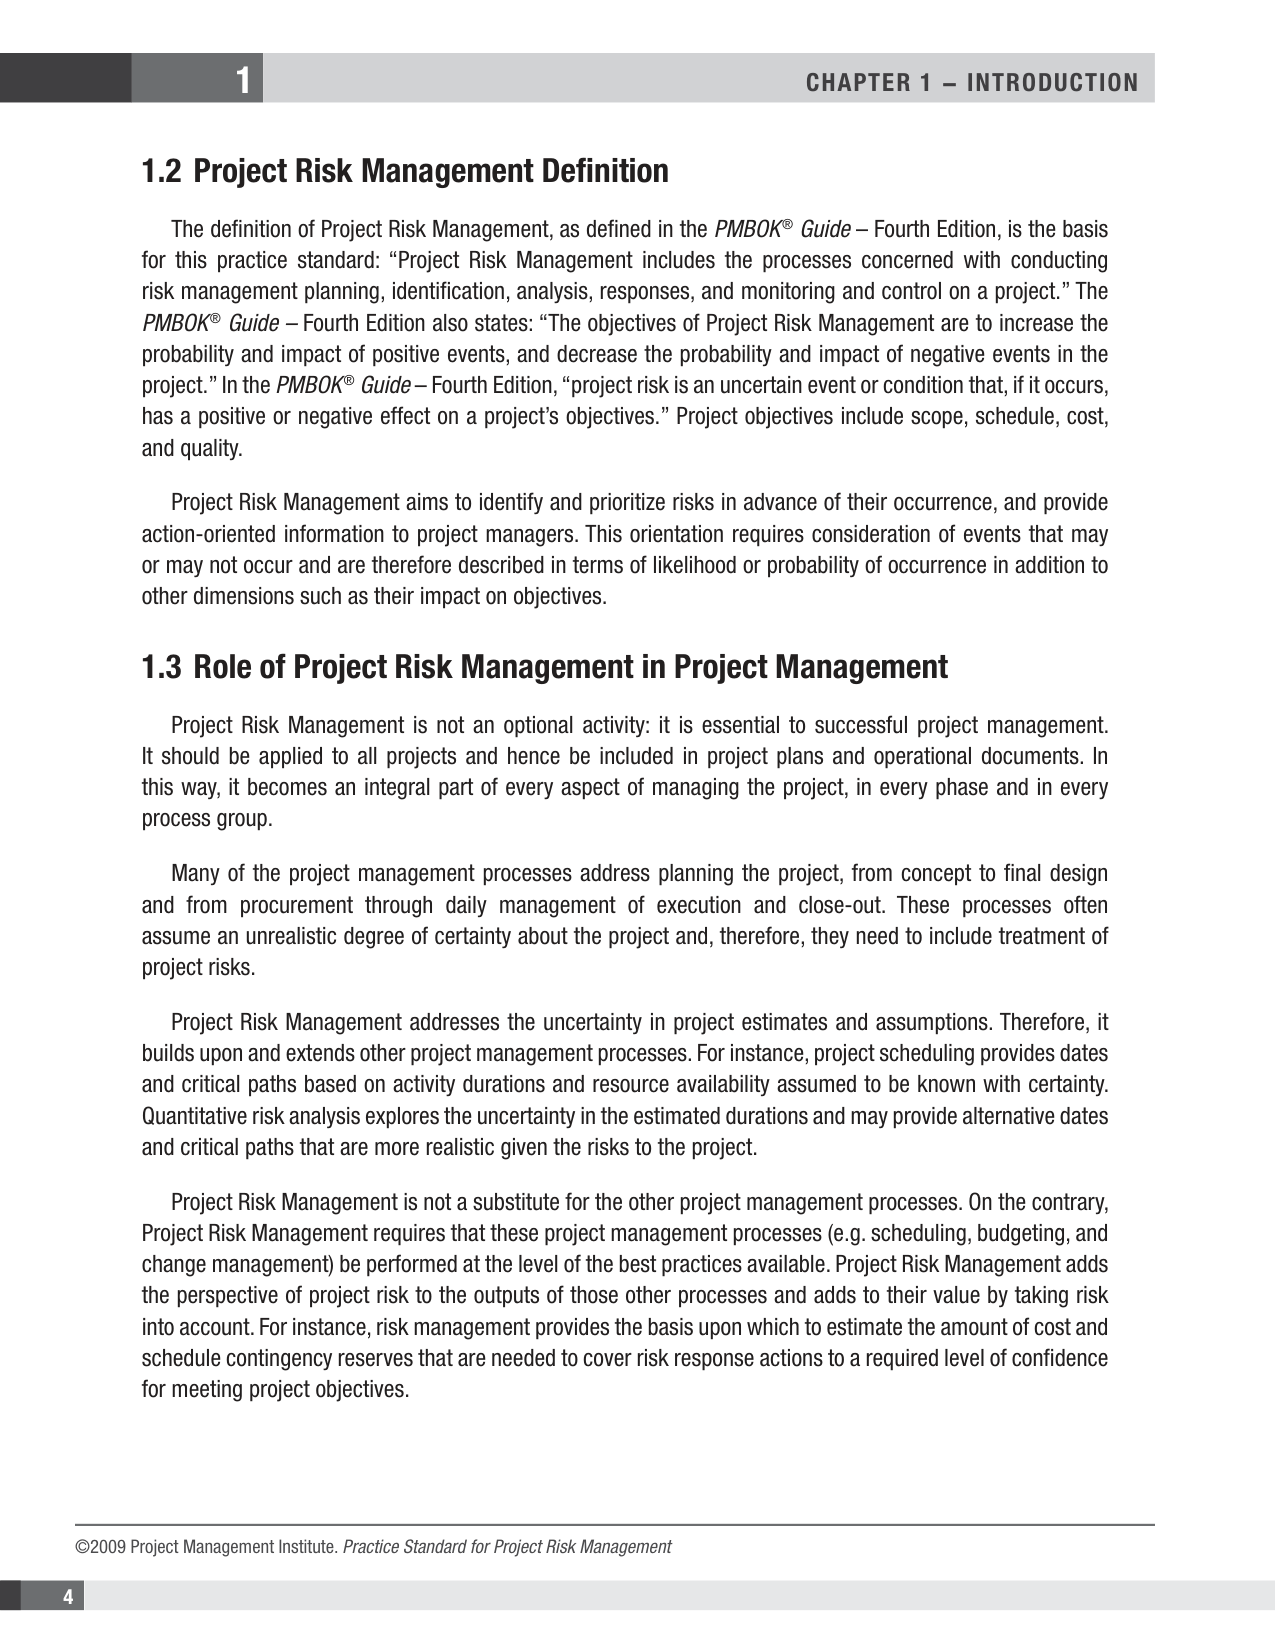 1
CHAPTER 1 – INTRODUCTION
1.2 Project Risk Management Definition
The definition of Project Risk Management, as defined in the PMBOK® Guide – Fourth Edition, is the basis
for this practice standard: “Project Risk Management includes the processes concerned with conducting
risk management planning, identification, analysis, responses, and monitoring and control on a project.” The
PMBOK® Guide – Fourth Edition also states: “The objectives of Project Risk Management are to increase the
probability and impact of positive events, and decrease the probability and impact of negative events in the
project.” In the PMBOK® Guide – Fourth Edition, “project risk is an uncertain event or condition that, if it occurs,
has a positive or negative effect on a project’s objectives.” Project objectives include scope, schedule, cost,
and quality.
Project Risk Management aims to identify and prioritize risks in advance of their occurrence, and provide
action-oriented information to project managers. This orientation requires consideration of events that may
or may not occur and are therefore described in terms of likelihood or probability of occurrence in addition to
other dimensions such as their impact on objectives.
1.3 Role of Project Risk Management in Project Management
Project Risk Management is not an optional activity: it is essential to successful project management.
It should be applied to all projects and hence be included in project plans and operational documents. In
this way, it becomes an integral part of every aspect of managing the project, in every phase and in every
process group.
Many of the project management processes address planning the project, from concept to final design
and from procurement through daily management of execution and close-out. These processes often
assume an unrealistic degree of certainty about the project and, therefore, they need to include treatment of
project risks.
Project Risk Management addresses the uncertainty in project estimates and assumptions. Therefore, it
builds upon and extends other project management processes. For instance, project scheduling provides dates
and critical paths based on activity durations and resource availability assumed to be known with certainty.
Quantitative risk analysis explores the uncertainty in the estimated durations and may provide alternative dates
and critical paths that are more realistic given the risks to the project.
Project Risk Management is not a substitute for the other project management processes. On the contrary,
Project Risk Management requires that these project management processes (e.g. scheduling, budgeting, and
change management) be performed at the level of the best practices available. Project Risk Management adds
the perspective of project risk to the outputs of those other processes and adds to their value by taking risk
into account. For instance, risk management provides the basis upon which to estimate the amount of cost and
schedule contingency reserves that are needed to cover risk response actions to a required level of confidence
for meeting project objectives.
©2009 Project Management Institute. Practice Standard for Project Risk Management
4